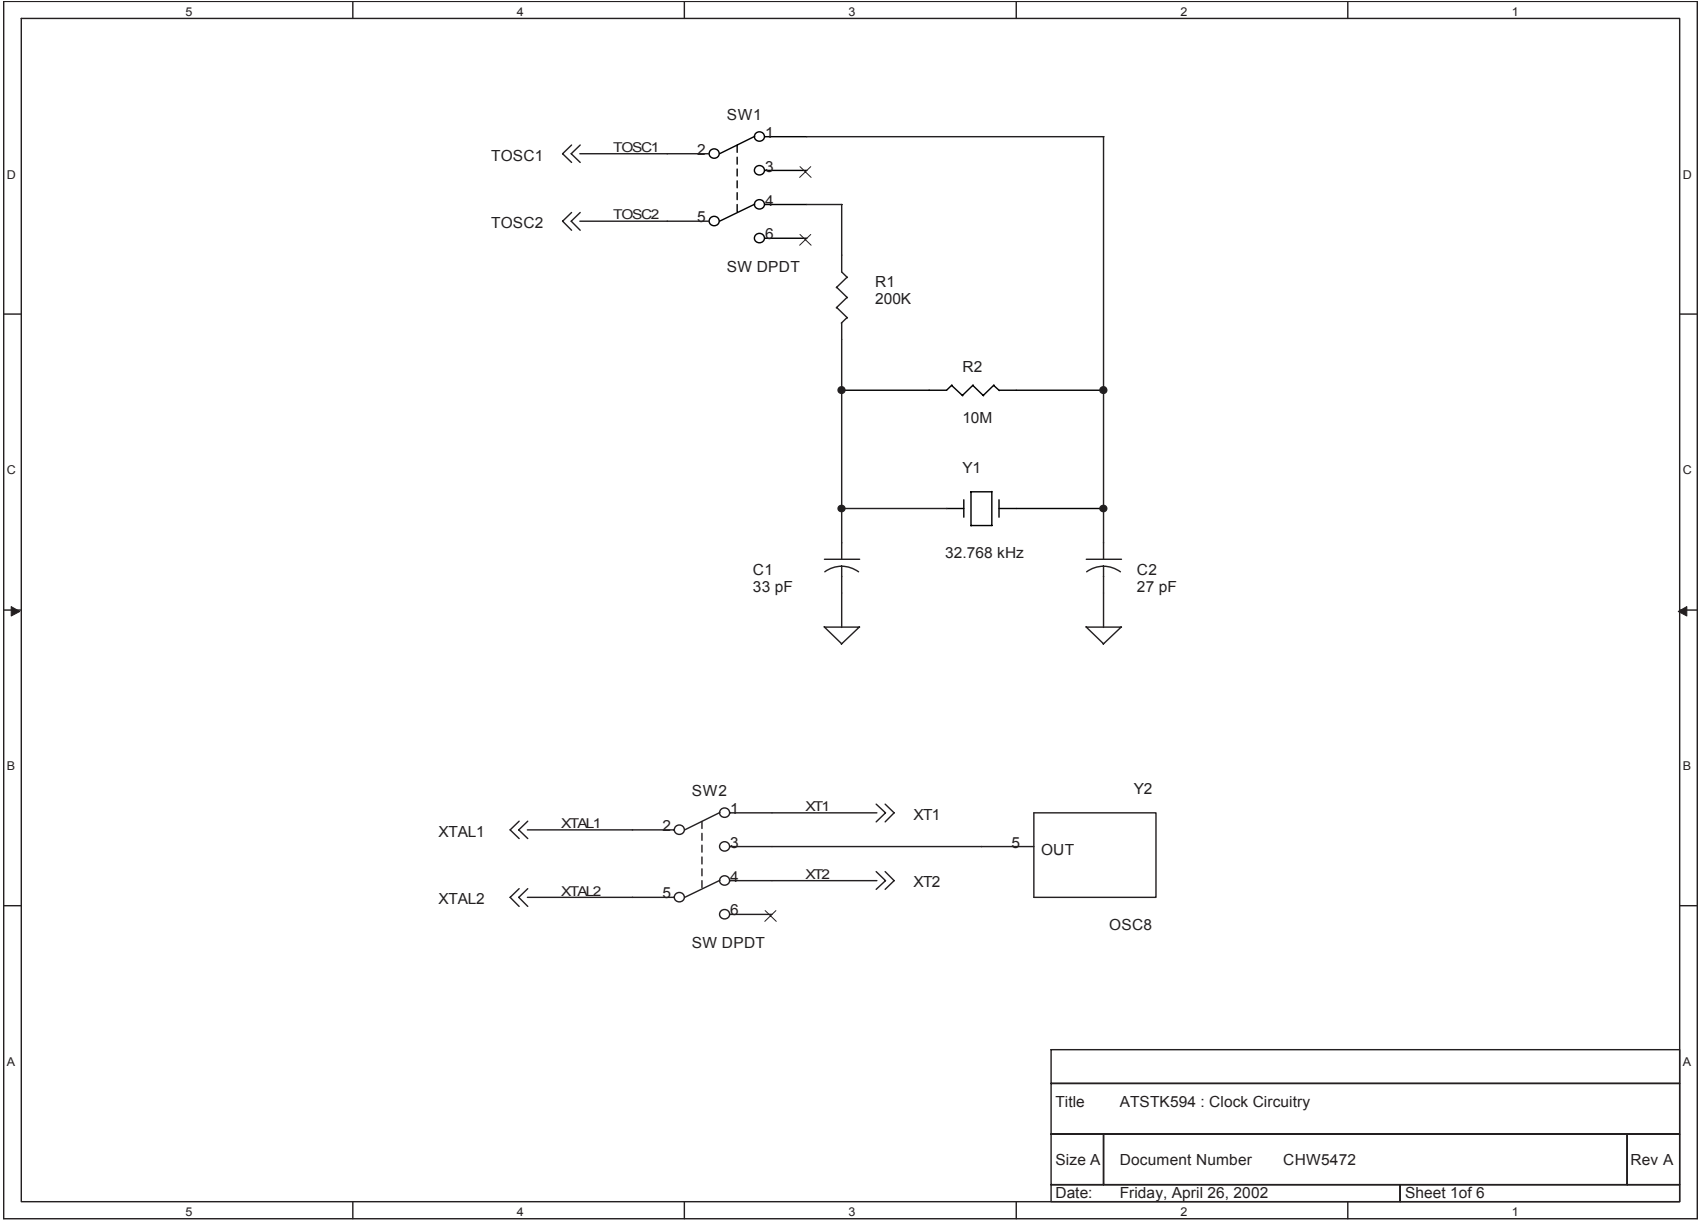 5 4 3 2 1
SW1
1
TOSC1 TOSC1 2
3
D D
4
TOSC2 TOSC2 5
6
SW DPDT
R1
200K
R2
10M
C Y1 C
32.768 kHz
C1 C2
33 pF 27 pF
B B
SW2 Y2
1 XT1 XT1
XTAL1 XTAL1 2
3 5 OUT
4 XT2 XT2
XTAL2 XTAL2 5
6
OSC8
SW DPDT
A A
Title ATSTK594 : Clock Circuitry
Size A Document Number CHW5472 Rev A
Date: Friday, April 26, 2002 Sheet 1of 6
5 4 3 2 1